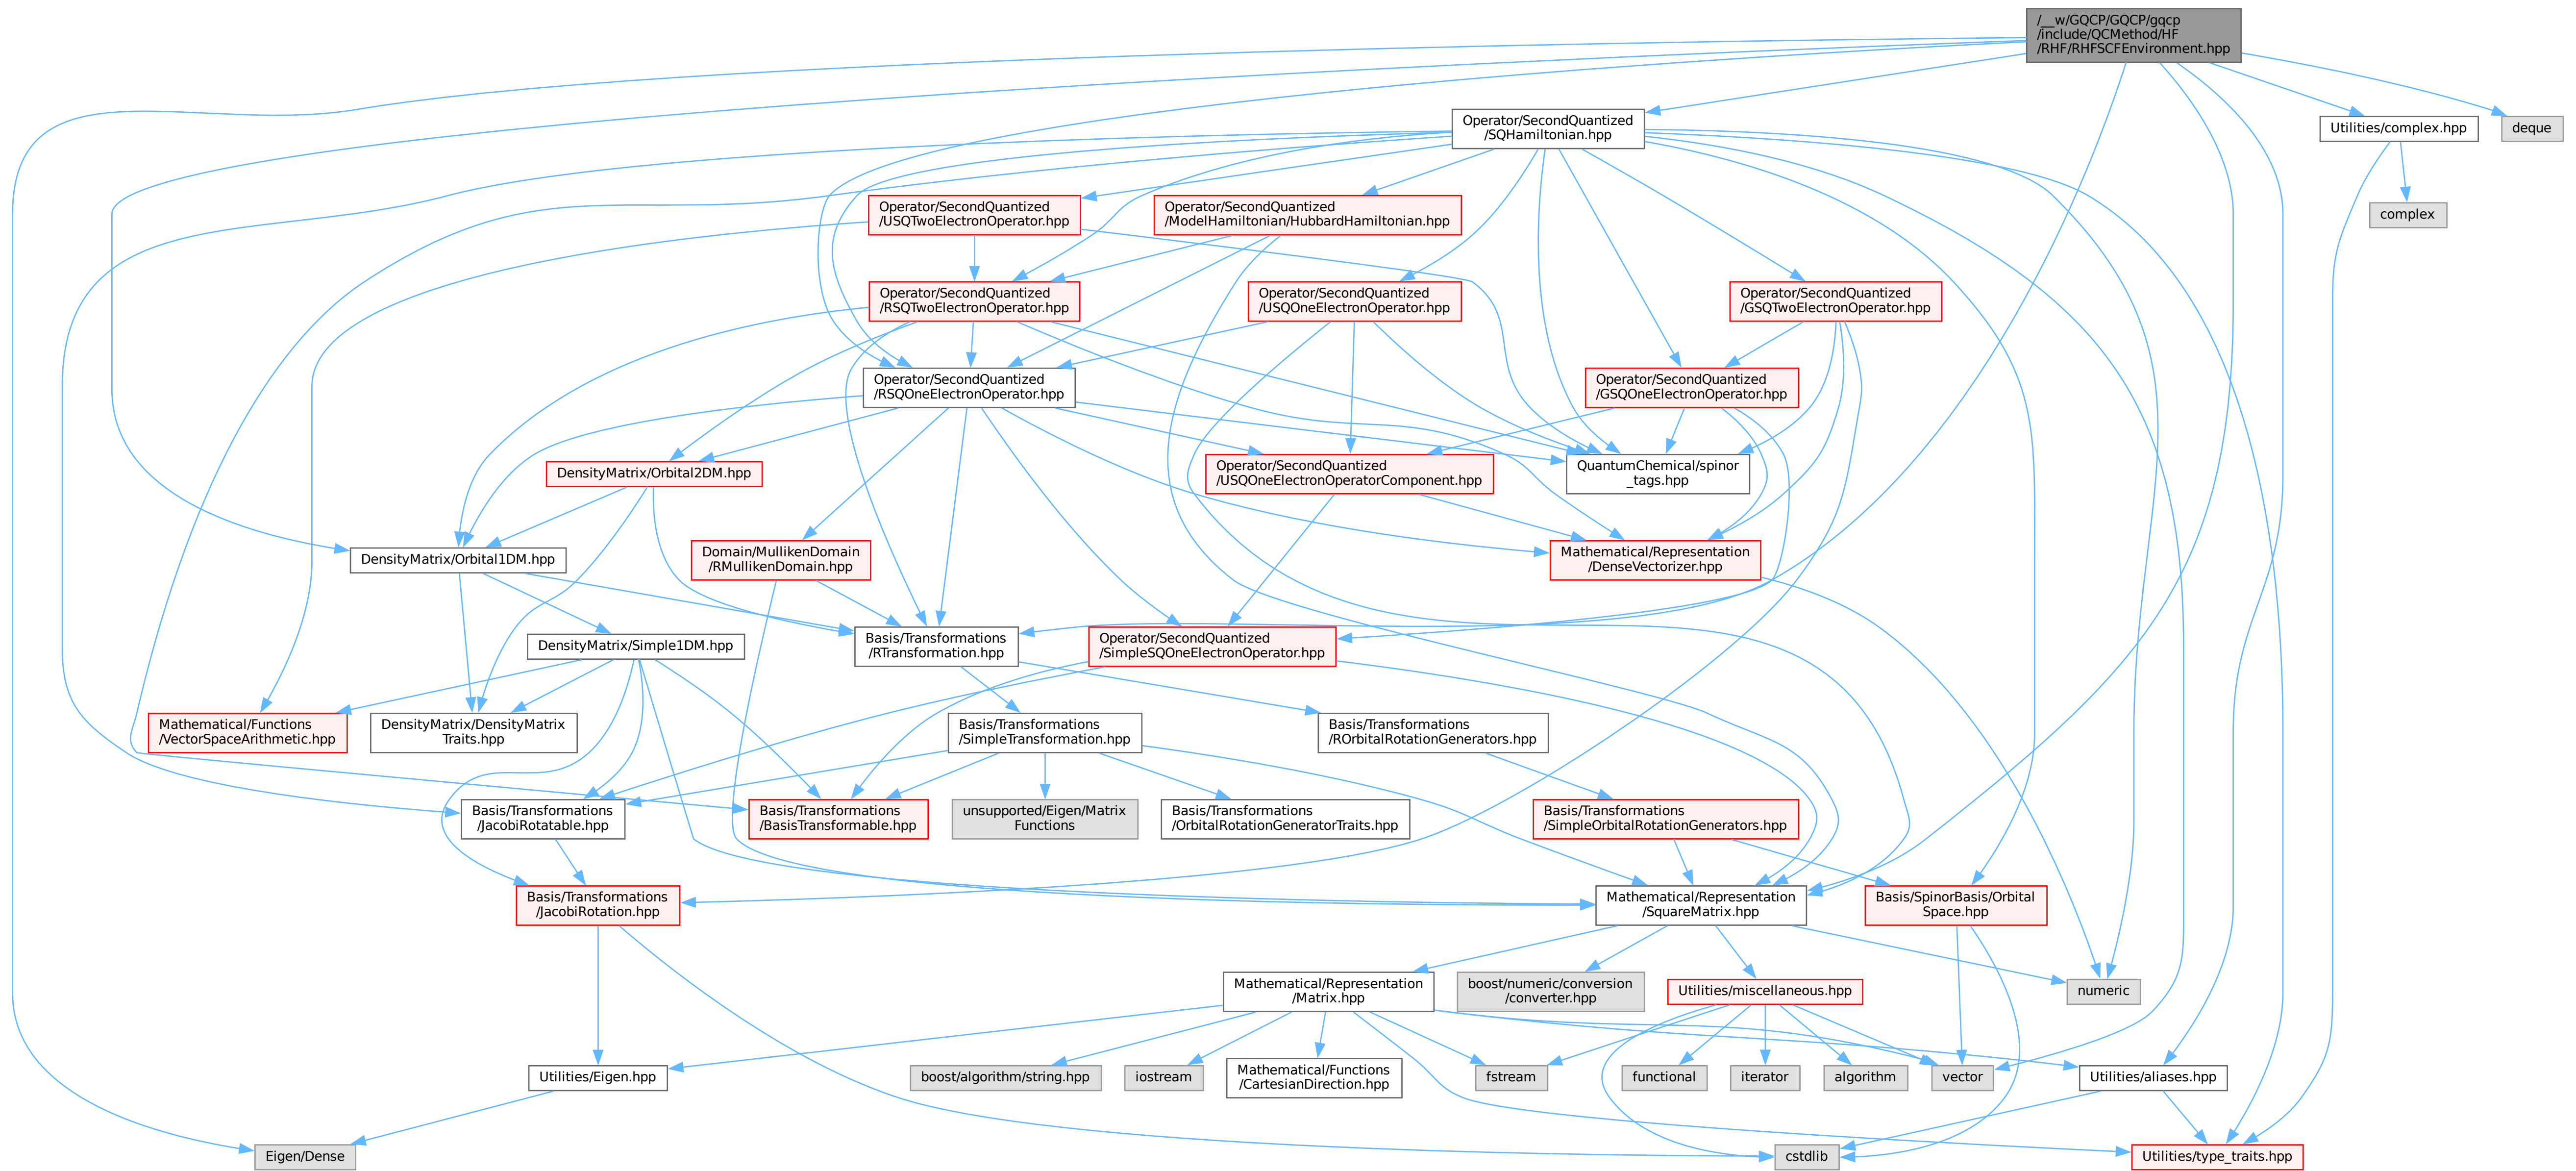 /__w/GQCP/GQCP/gqcp
/include/QCMethod/HF
/RHF/RHFSCFEnvironment.hpp
Operator/SecondQuantized
/SQHamiltonian.hpp
Utilities/complex.hpp
deque
Operator/SecondQuantized
/USQTwoElectronOperator.hpp
Operator/SecondQuantized
/ModelHamiltonian/HubbardHamiltonian.hpp
complex
Operator/SecondQuantized
/RSQTwoElectronOperator.hpp
Operator/SecondQuantized
/USQOneElectronOperator.hpp
Operator/SecondQuantized
/GSQTwoElectronOperator.hpp
Operator/SecondQuantized
/RSQOneElectronOperator.hpp
Operator/SecondQuantized
/GSQOneElectronOperator.hpp
DensityMatrix/Orbital2DM.hpp
Operator/SecondQuantized
/USQOneElectronOperatorComponent.hpp
QuantumChemical/spinor
_tags.hpp
DensityMatrix/Orbital1DM.hpp
Domain/MullikenDomain
/RMullikenDomain.hpp
Mathematical/Representation
/DenseVectorizer.hpp
DensityMatrix/Simple1DM.hpp
Basis/Transformations
/RTransformation.hpp
Operator/SecondQuantized
/SimpleSQOneElectronOperator.hpp
Mathematical/Functions
/VectorSpaceArithmetic.hpp
DensityMatrix/DensityMatrix
Traits.hpp
Basis/Transformations
/SimpleTransformation.hpp
Basis/Transformations
/ROrbitalRotationGenerators.hpp
Basis/Transformations
/JacobiRotatable.hpp
Basis/Transformations
/BasisTransformable.hpp
unsupported/Eigen/Matrix
Functions
Basis/Transformations
/OrbitalRotationGeneratorTraits.hpp
Basis/Transformations
/SimpleOrbitalRotationGenerators.hpp
Basis/Transformations
/JacobiRotation.hpp
Mathematical/Representation
/SquareMatrix.hpp
Basis/SpinorBasis/Orbital
Space.hpp
Mathematical/Representation
/Matrix.hpp
boost/numeric/conversion
/converter.hpp
Utilities/miscellaneous.hpp
numeric
Utilities/Eigen.hpp
boost/algorithm/string.hpp
iostream
Mathematical/Functions
/CartesianDirection.hpp
fstream
functional
iterator
algorithm
vector
Utilities/aliases.hpp
Eigen/Dense
cstdlib
Utilities/type_traits.hpp